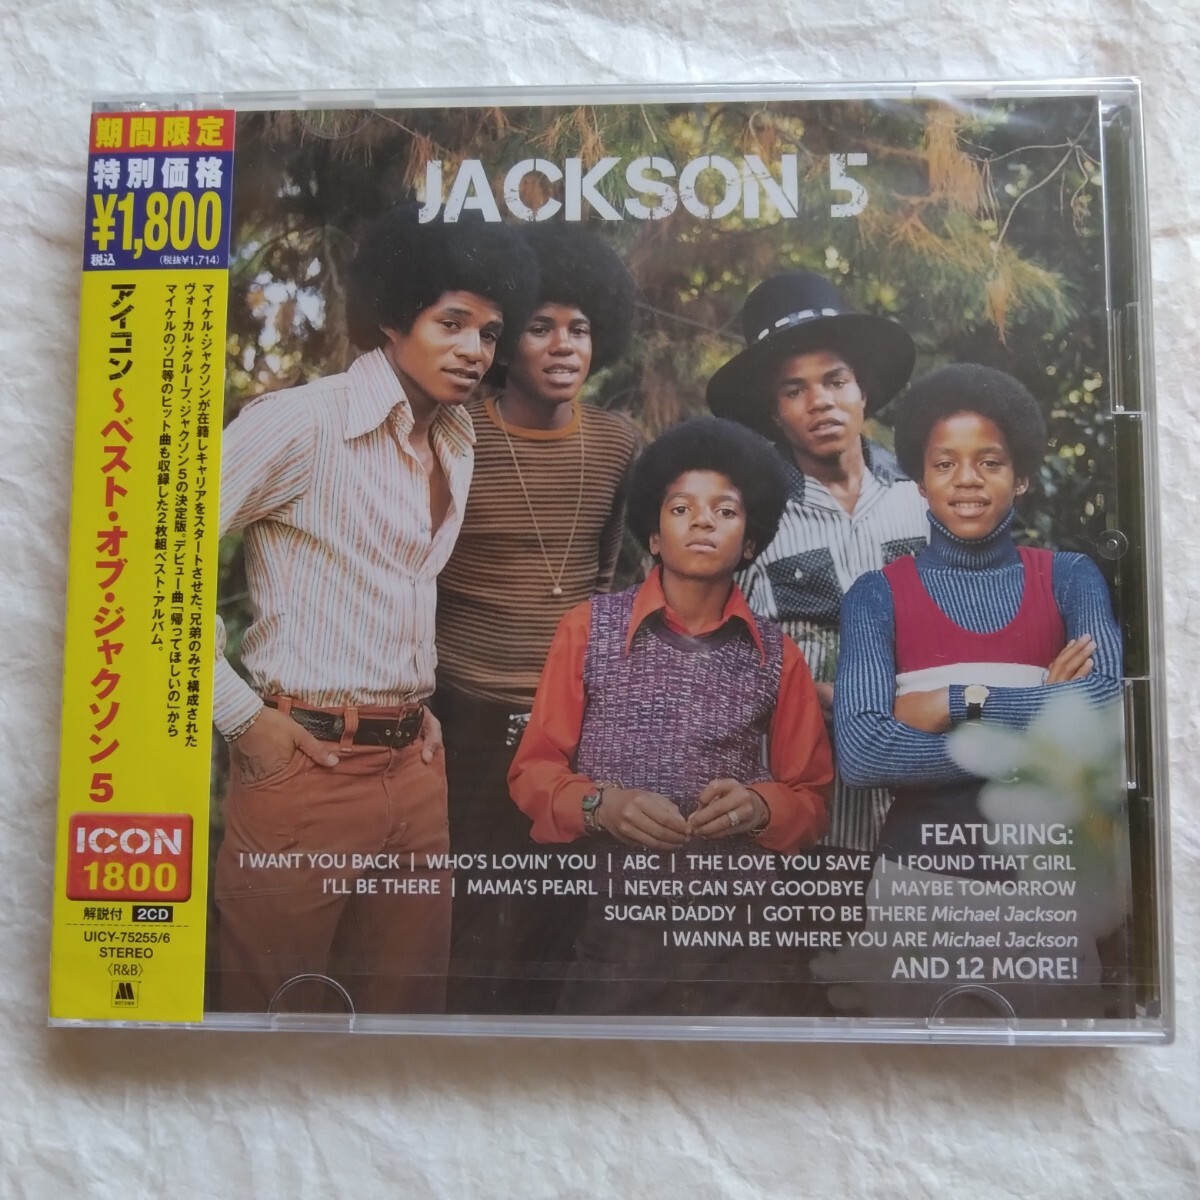 期間限定
特別価格
¥1,800
税込 (税抜¥1,714)
アイコン〜ベスト・オブ・ジャクソン5
マイケル・ジャクソンが在籍しキャリアをスタートさせた、兄弟のみで構成された
ヴォーカル・グループ、ジャクソン5の決定版。デビュー曲「帰ってほしいの」から
マイケルのソロ等のヒット曲も収録した2枚組ベスト・アルバム。
ICON
1800
解説付 2CD
UICY-75255/6
STEREO
〈R&B〉
M
MOTOWN
JACKSON 5
FEATURING:
I WANT YOU BACK | WHO'S LOVIN' YOU | ABC | THE LOVE YOU SAVE | I FOUND THAT GIRL
I'LL BE THERE | MAMA'S PEARL | NEVER CAN SAY GOODBYE | MAYBE TOMORROW
SUGAR DADDY | GOT TO BE THERE Michael Jackson
I WANNA BE WHERE YOU ARE Michael Jackson
AND 12 MORE!